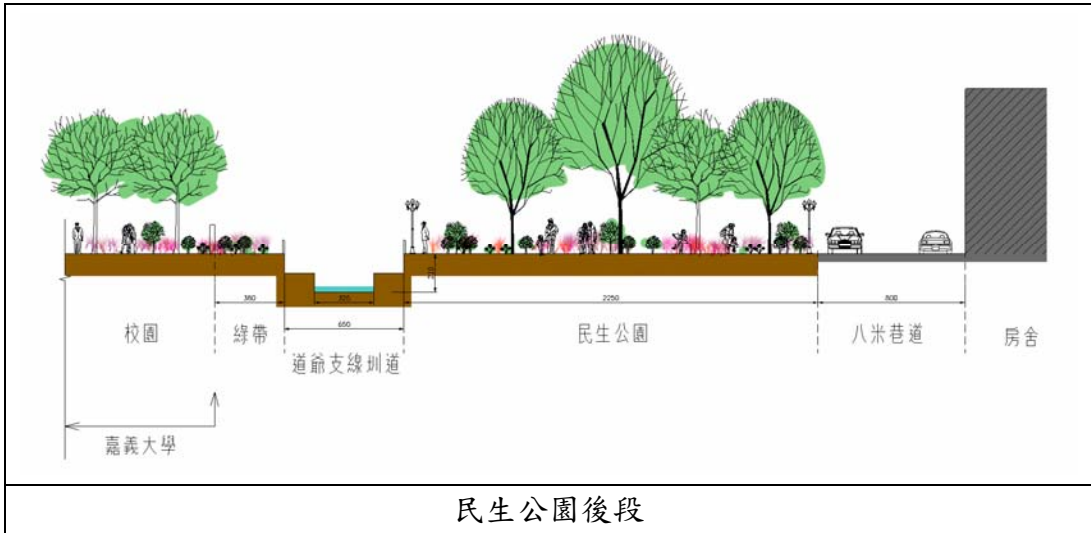 380
325
650
2250
800
校園
綠帶
道爺支線圳道
民生公園
八米巷道
房舍
嘉義大學
民生公園後段